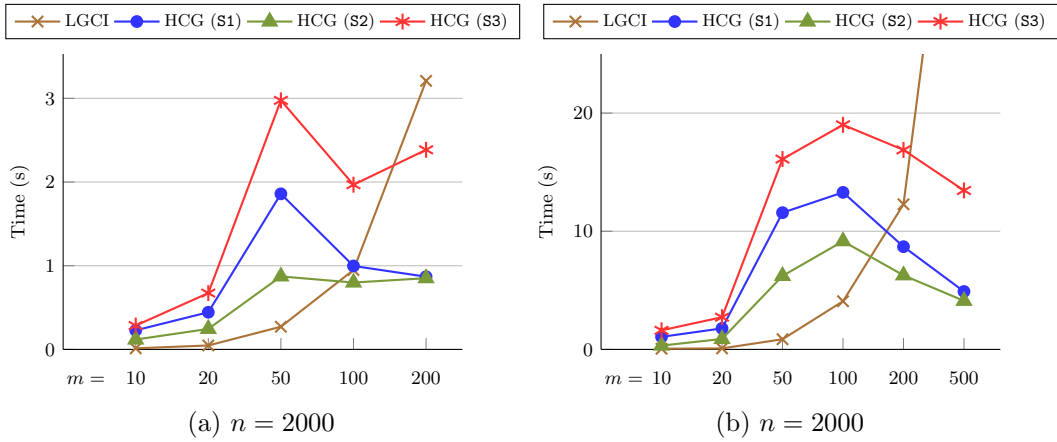 LGCI HCG (S1) HCG (S2) HCG (S3)
Time (s)
3
2
1
0
m = 10 20 50 100 200
(a) n = 2000
LGCI HCG (S1) HCG (S2) HCG (S3)
Time (s)
20
10
0
m = 10 20 50 100 200 500
(b) n = 2000